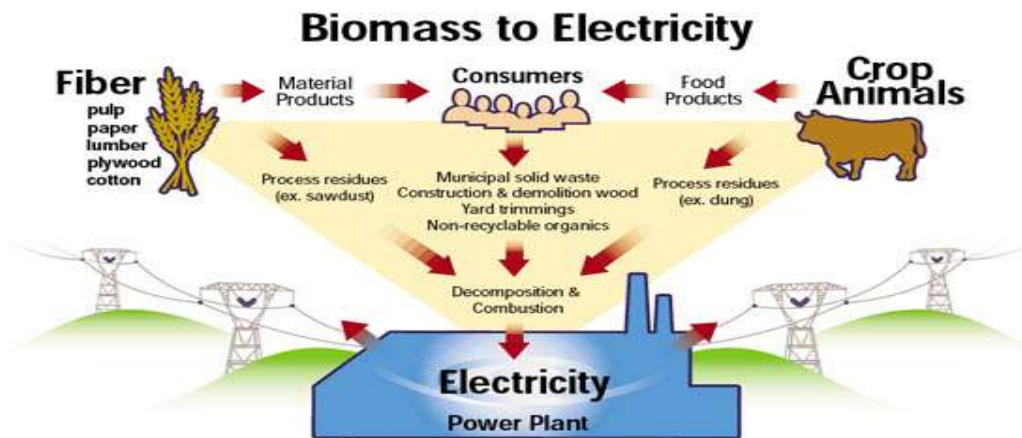 Biomass to Electricity
Fiber
pulp
paper
lumber
plywood
cotton
Material
Products
Consumers
Food
Products
Crop
Animals
Process residues
(ex. sawdust)
Municipal solid waste
Construction & demolition wood
Yard trimmings
Non-recyclable organics
Process residues
(ex. dung)
Decomposition &
Combustion
Electricity
Power Plant